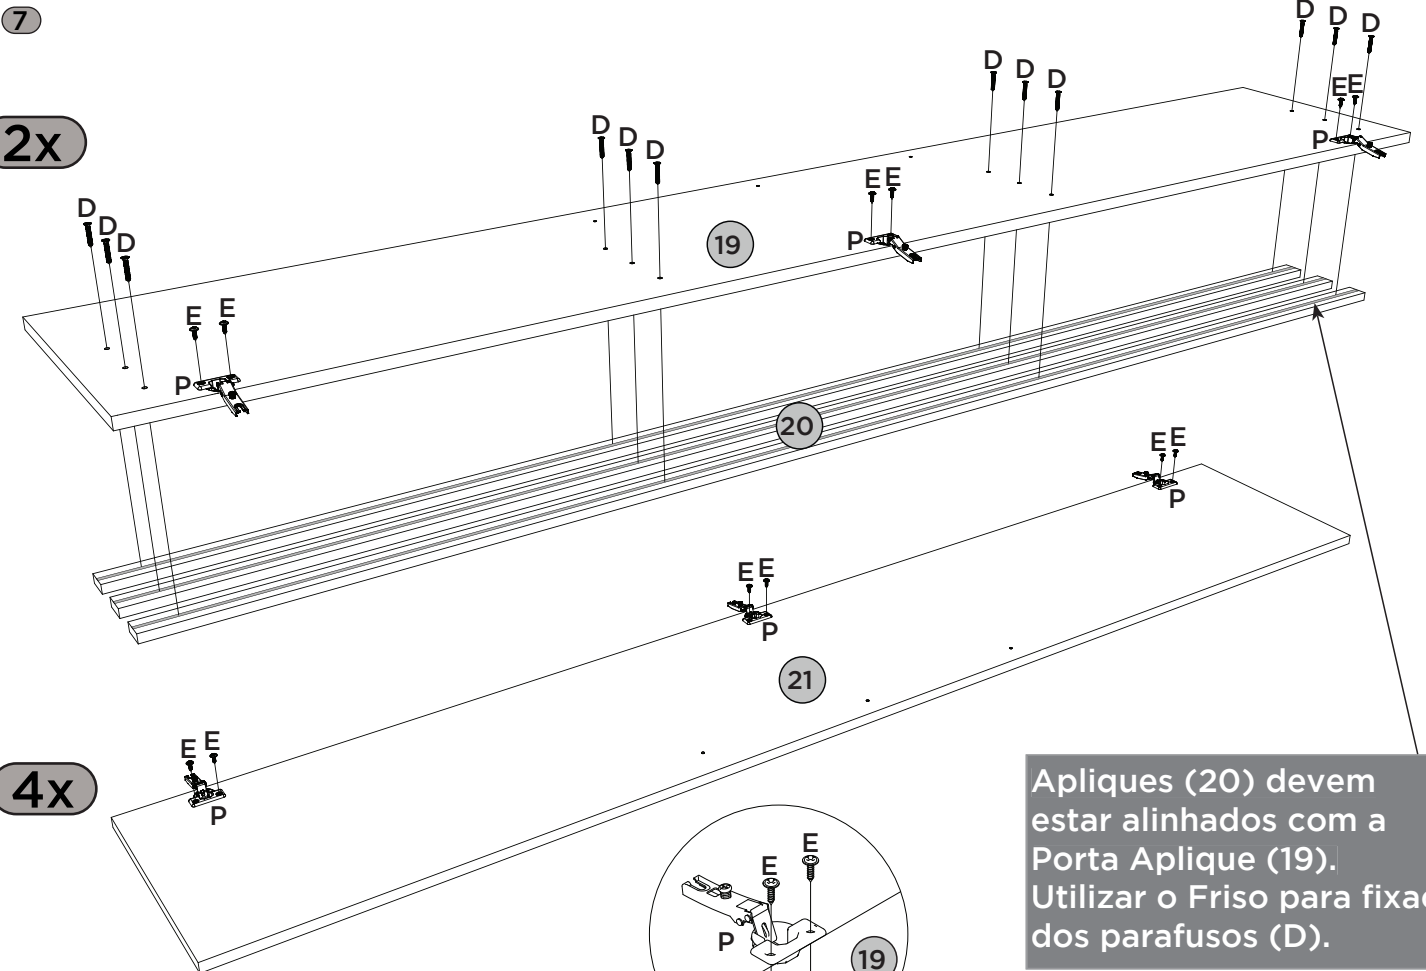 7
D D D
D D D
E E
P
2x
D D D
E E
P
19
D D D
E E
P
20
E E
P
E E
P
21
E E
P
4x
E E
P
19
Apliques (20) devem
estar alinhados com a
Porta Aplique (19).
Utilizar o Friso para
dos parafusos (D).